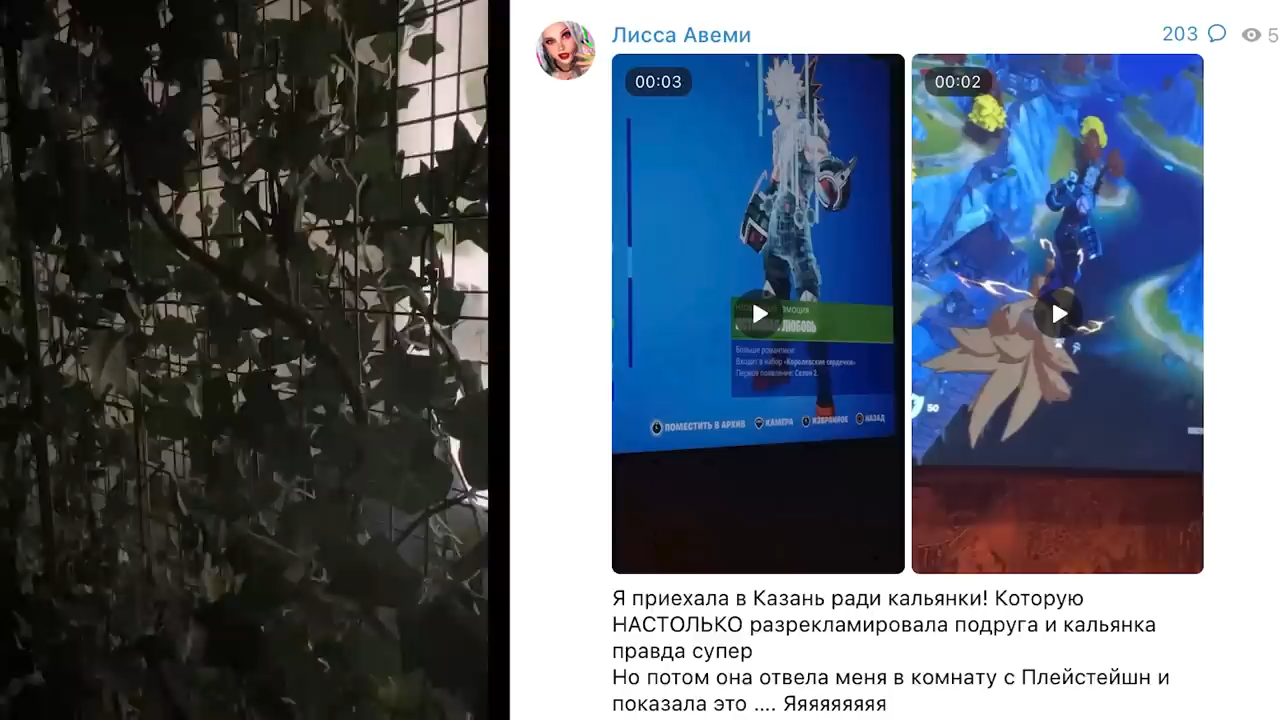 Лисса Авеми
203
5
00:03
00:02
ЛЮБОВЬ
Больше романтики!
Входит в набор «Королевские сердечки».
Первое появление: Сезон 2.
ПОМЕСТИТЬ В АРХИВ
КАМЕРА
ИЗБРАННОЕ
НАЗАД
50
Я приехала в Казань ради кальянки! Которую
НАСТОЛЬКО разрекламировала подруга и кальянка
правда супер
Но потом она отвела меня в комнату с Плейстейшн и
показала это .... Яяяяяяяяя